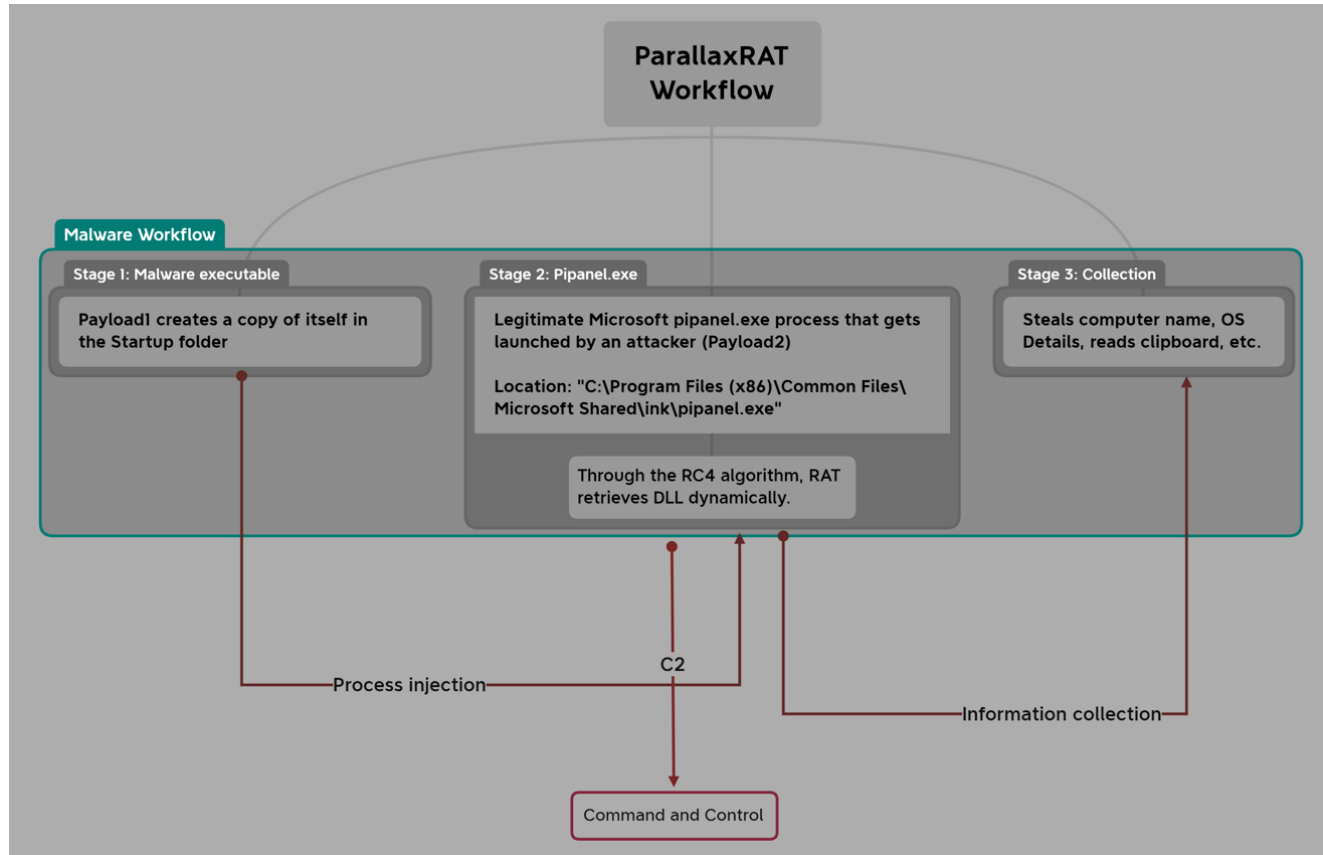 ParallaxRAT
Workflow
Malware Workflow
Stage 1: Malware executable
Payload1 creates a copy of itself in
the Startup folder
Stage 2: Pipanel.exe
Legitimate Microsoft pipanel.exe process that gets
launched by an attacker (Payload2)
Location: "C:\Program Files (x86)\Common Files\
Microsoft Shared\ink\pipanel.exe"
Through the RC4 algorithm, RAT
retrieves DLL dynamically.
Stage 3: Collection
Steals computer name, OS
Details, reads clipboard, etc.
Process injection
C2
Information collection
Command and Control